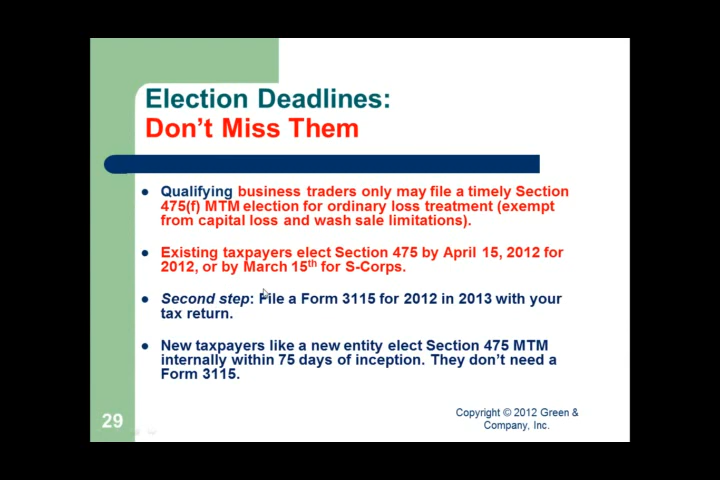 Election Deadlines:
Don't Miss Them
Qualifying business traders only may file a timely Section
475(f) MTM election for ordinary loss treatment (exempt
from capital loss and wash sale limitations).
Existing taxpayers elect Section 475 by April 15, 2012 for
2012, or by March 15th for S-Corps.
Second step: File a Form 3115 for 2012 in 2013 with your
tax return.
New taxpayers like a new entity elect Section 475 MTM
internally within 75 days of inception. They don't need a
Form 3115.
29
Copyright © 2012 Green &
Company, Inc.